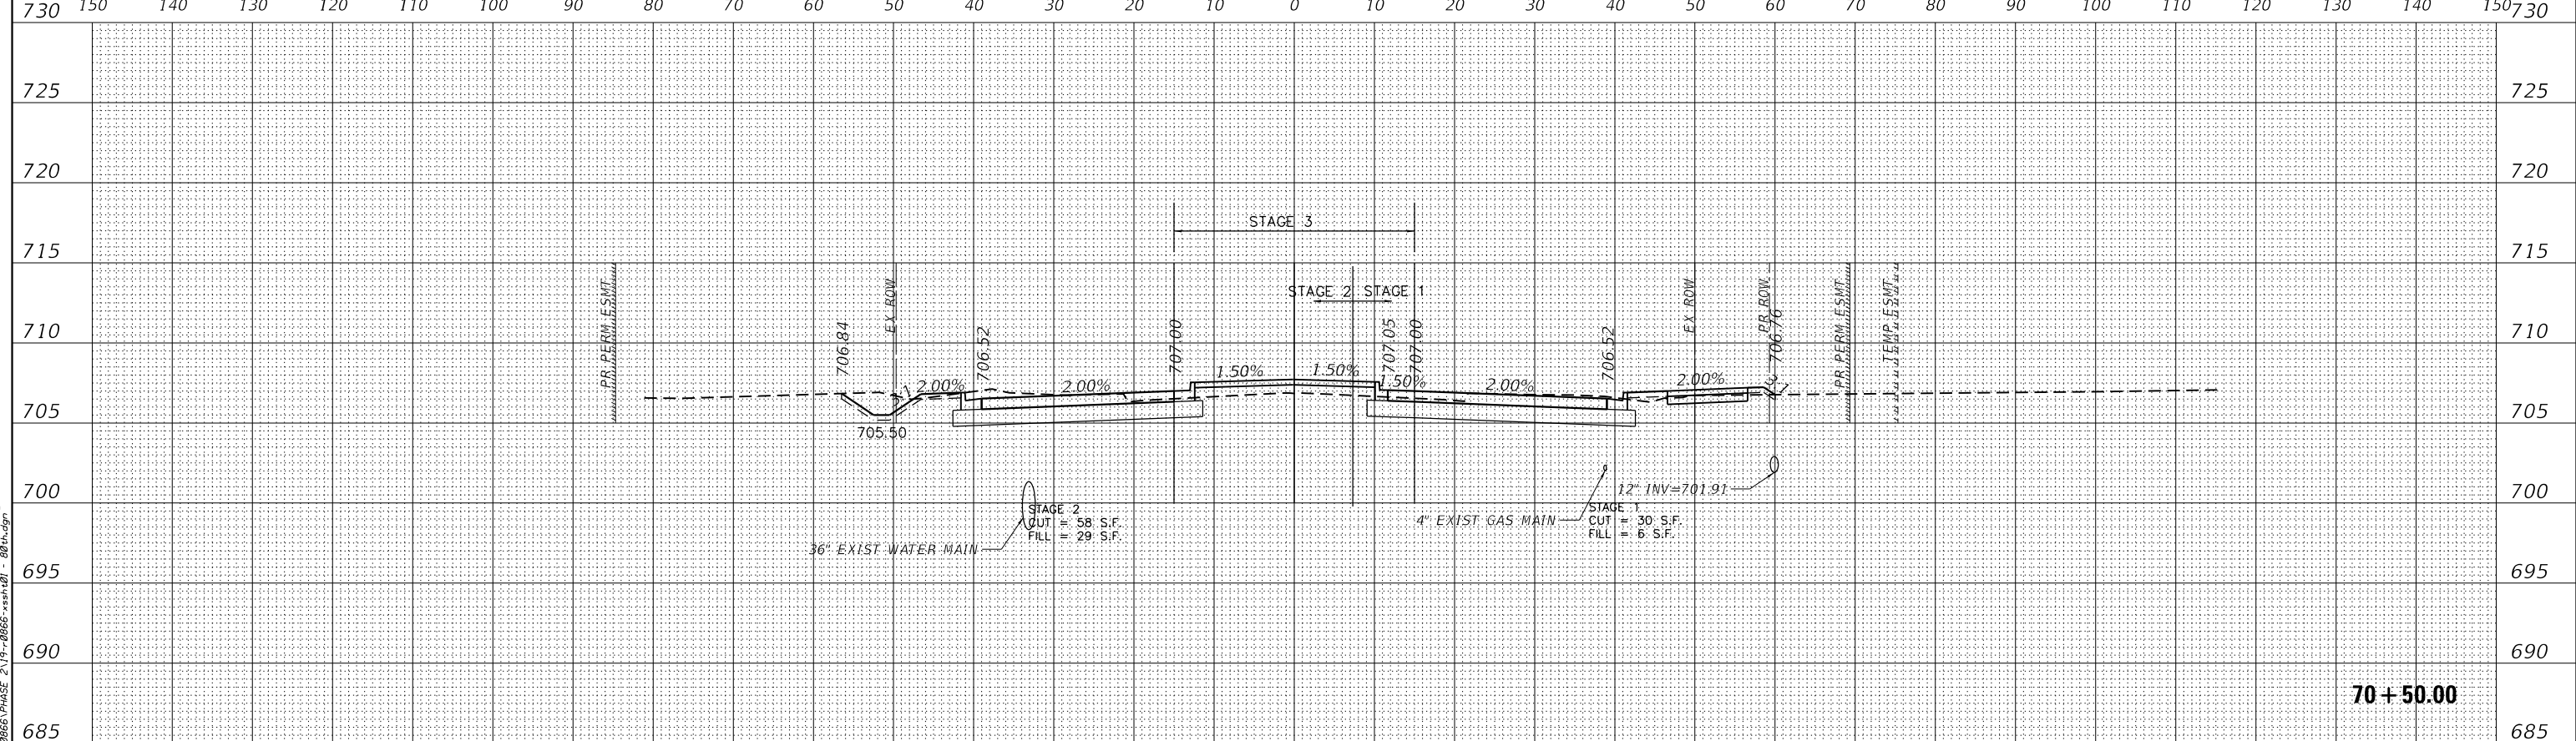 150 140 130 120 110 100 90 80 70 60 50 40 30 20 10 0 10 20 30 40 50 60 70 80 90 100 110 120 130 140 150
730 730
725 725
720 720
STAGE 3
715 715
STAGE 2 STAGE 1
PR PERM ESMT
EX ROW
EX ROW
PR ROW
PR PERM ESMT
TEMP ESMT
710 710
706.84
706.52
707.00
707.05
707.00
706.52
706.76
2.00%
2.00%
1.50%
1.50%
1.50%
2.00%
2.00%
3:1
705 705
705.50
12" INV=701.91
700 700
STAGE 2
CUT = 58 S.F.
FILL = 29 S.F.
36" EXIST WATER MAIN
4" EXIST GAS MAIN
STAGE 1
CUT = 30 S.F.
FILL = 6 S.F.
695 695
690 690
70+50.00
685 685